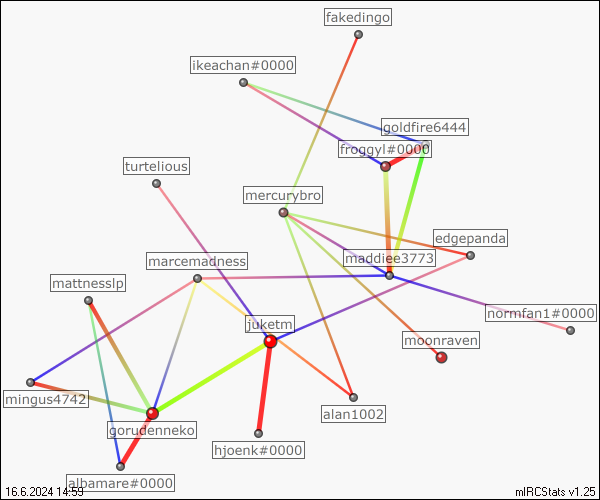 fakedingo
ikeachan#0000
goldfire6444
froggyl#0000
turtelious
mercurybro
edgepanda
maddiee3773
marcemadness
mattnesslp
normfan1#0000
juketm
moonraven
mingus4742
alan1002
gorudenneko
hjoenk#0000
albamare#0000
16.6.2024 14:59
mIRCStats v1.25